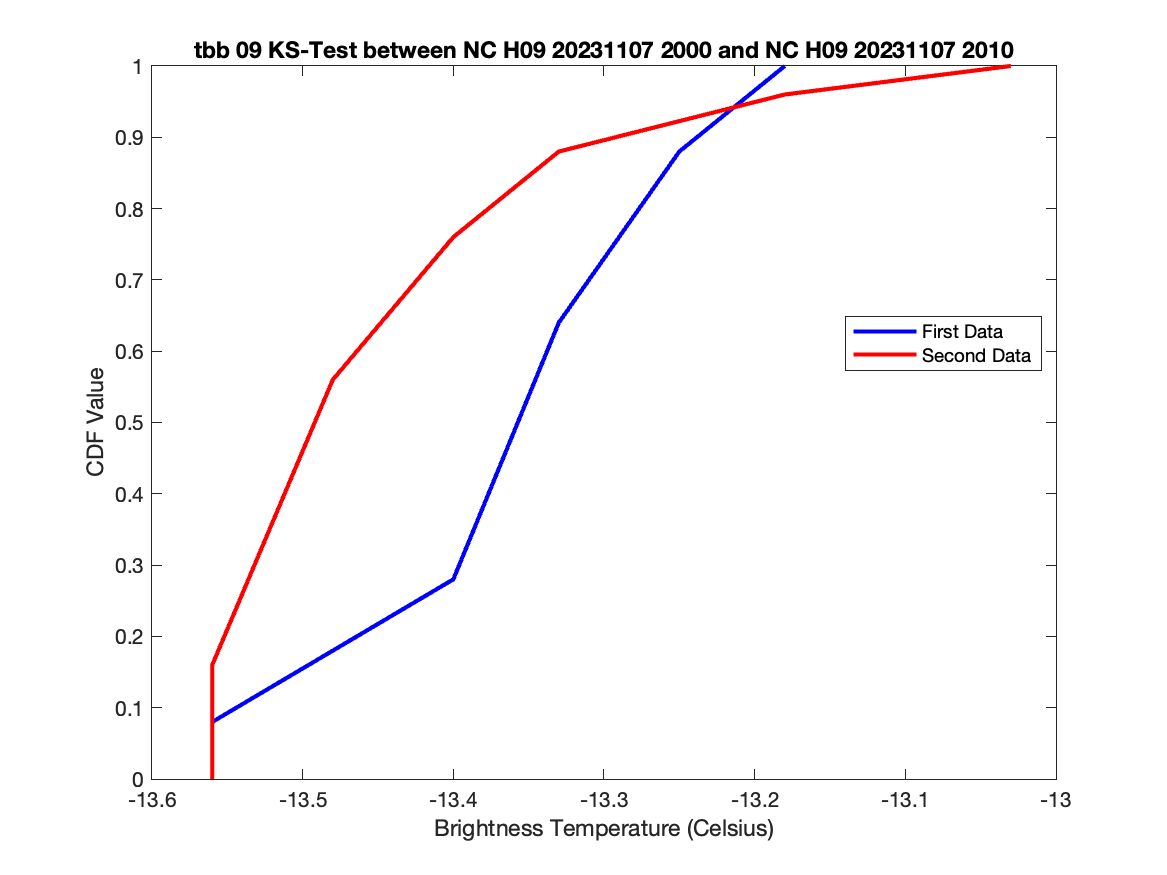 tbb 09 KS-Test between NC H09 20231107 2000 and NC H09 20231107 2010
1
0.9
0.8
0.7
0.6
0.5
0.4
0.3
0.2
0.1
0
CDF Value
First Data
Second Data
-13.6 -13.5 -13.4 -13.3 -13.2 -13.1 -13
Brightness Temperature (Celsius)